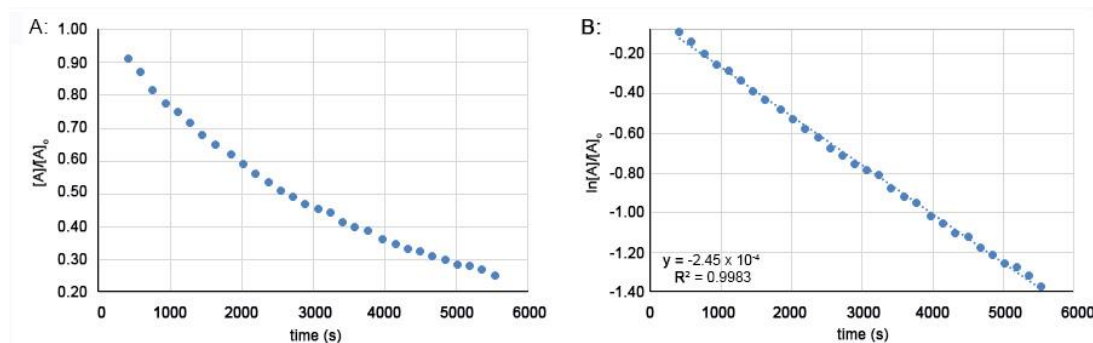 A:
1.00
0.90
0.80
0.70
0.60
0.50
0.40
0.30
0.20
[A]/[A]ₒ
0 1000 2000 3000 4000 5000 6000
time (s)
B:
-0.20
-0.40
-0.60
-0.80
-1.00
-1.20
-1.40
ln[A]/[A]ₒ
y = -2.45 x 10⁻⁴
R² = 0.9983
0 1000 2000 3000 4000 5000 6000
time (s)